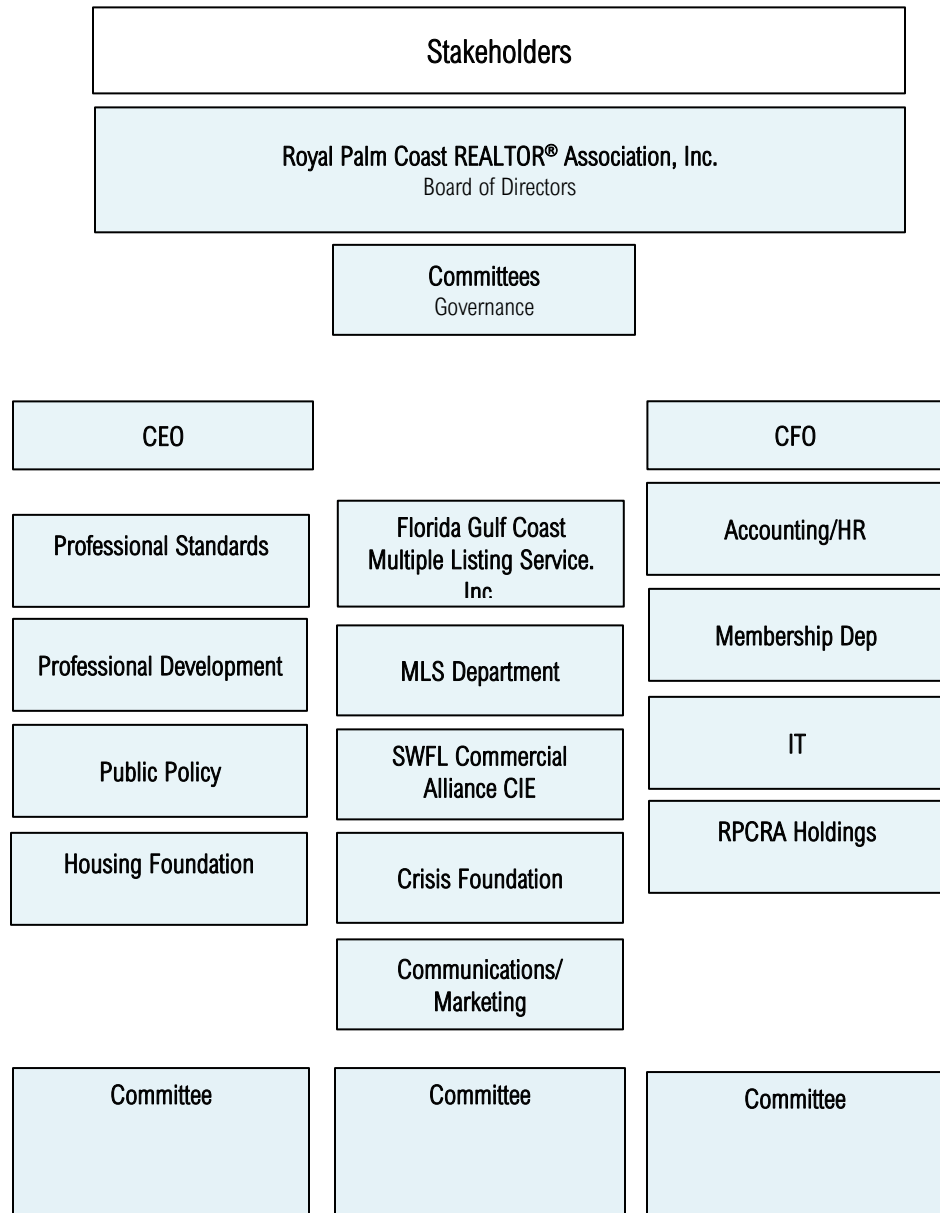 Stakeholders
Royal Palm Coast REALTOR® Association, Inc.
Board of Directors
Committees
Governance
CEO
CFO
Professional Standards
Florida Gulf Coast
Multiple Listing Service.
Inc
Accounting/HR
Professional Development
MLS Department
Membership Dep
Public Policy
SWFL Commercial
Alliance CIE
IT
Housing Foundation
Crisis Foundation
RPCRA Holdings
Communications/
Marketing
Committee
Committee
Committee